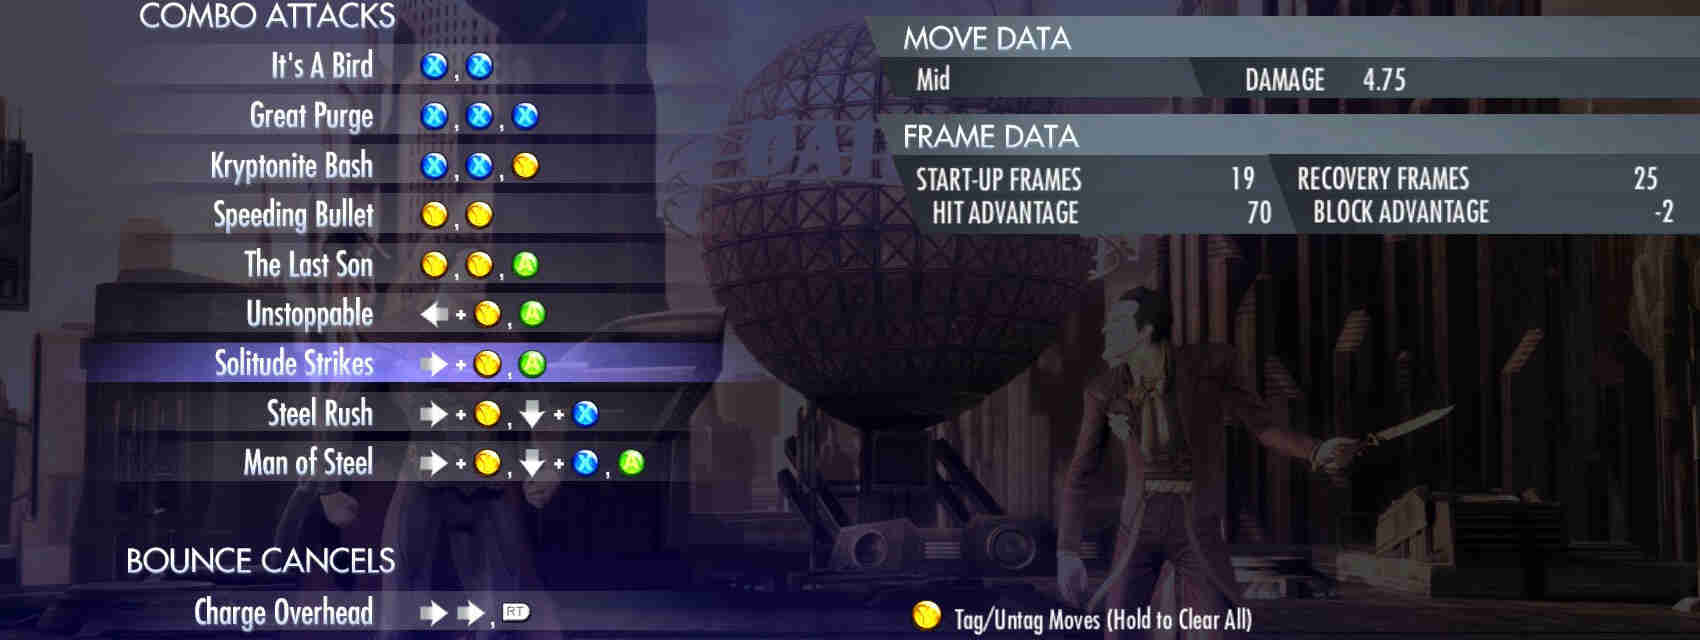 COMBO ATTACKS
It's A Bird X, X
Great Purge X, X, X
Kryptonite Bash X, X, Y
Speeding Bullet Y, Y
The Last Son Y, Y, A
Unstoppable ← + Y, A
Solitude Strikes → + Y, A
Steel Rush → + Y, ↓ + X
Man of Steel → + Y, ↓ + X, A
BOUNCE CANCELS
Charge Overhead → →, RT
MOVE DATA
Mid DAMAGE 4.75
FRAME DATA
START-UP FRAMES 19 RECOVERY FRAMES 25
HIT ADVANTAGE 70 BLOCK ADVANTAGE -2
Y Tag/Untag Moves (Hold to Clear All)